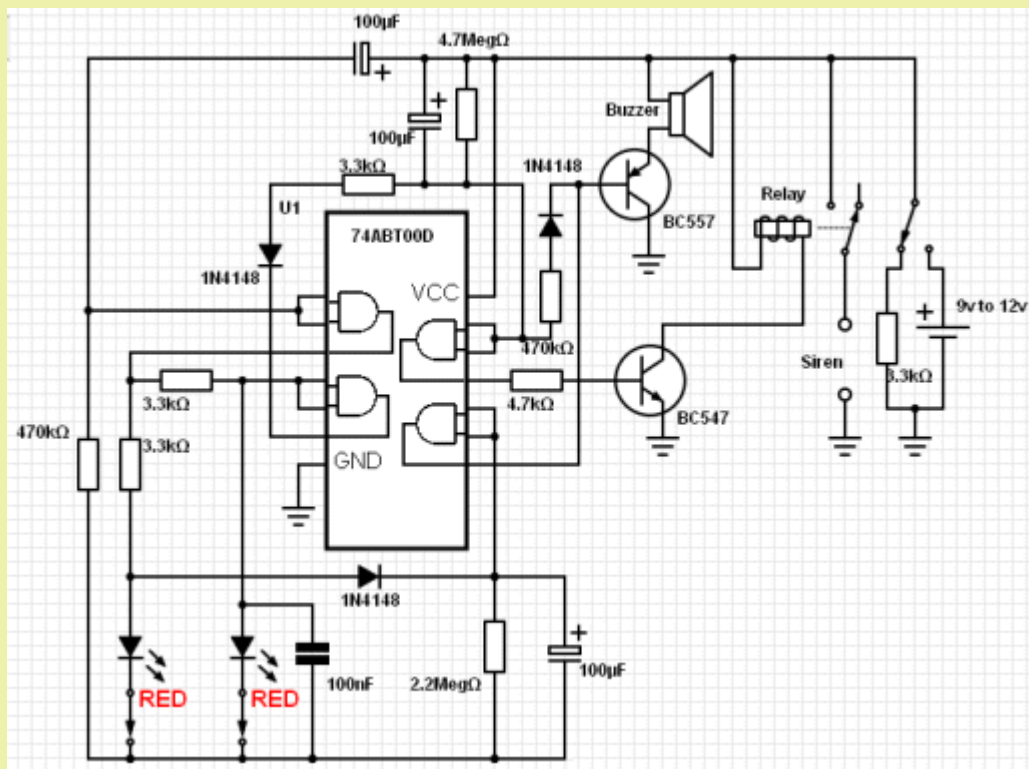 100µF
4.7MegΩ
+
+
100µF
Buzzer
3.3kΩ
1N4148
U1
Relay
BC557
74ABT00D
1N4148
VCC
+
9v to 12v
470kΩ
Siren
3.3kΩ
3.3kΩ
4.7kΩ
BC547
470kΩ
3.3kΩ
GND
1N4148
+
RED
RED
100nF
2.2MegΩ
100µF